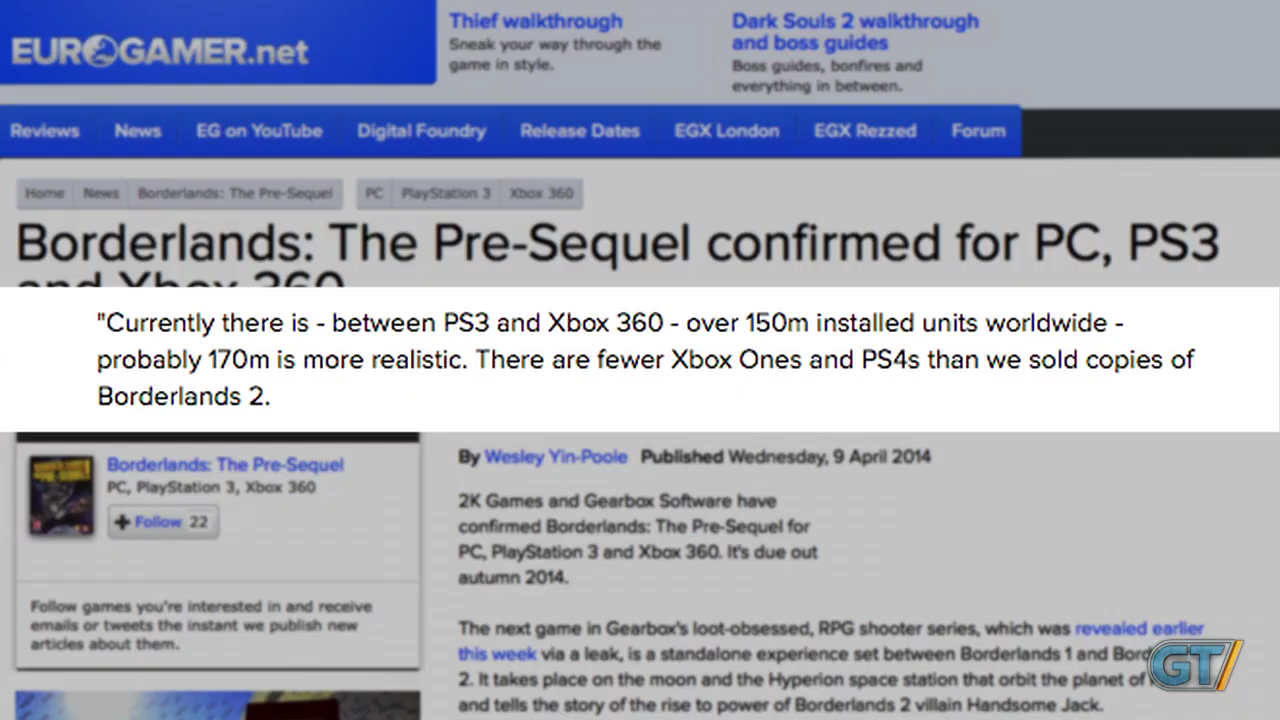 EUROGAMER.net
Thief walkthrough
Sneak your way through the
game in style.
Dark Souls 2 walkthrough
and boss guides
Boss guides, bonfires and
everything in between.
Reviews News EG on YouTube Digital Foundry Release Dates EGX London EGX Rezzed Forum
Home News Borderlands: The Pre-Sequel PC PlayStation 3 Xbox 360
Borderlands: The Pre-Sequel confirmed for PC, PS3
and Xbox 360
"Currently there is - between PS3 and Xbox 360 - over 150m installed units worldwide -
probably 170m is more realistic. There are fewer Xbox Ones and PS4s than we sold copies of
Borderlands 2.
Borderlands: The Pre-Sequel
PC, PlayStation 3, Xbox 360
+ Follow 22
Follow games you're interested in and receive
emails or tweets the instant we publish new
articles about them.
By Wesley Yin-Poole Published Wednesday, 9 April 2014
2K Games and Gearbox Software have
confirmed Borderlands: The Pre-Sequel for
PC, PlayStation 3 and Xbox 360. It's due out
autumn 2014.
The next game in Gearbox's loot-obsessed, RPG shooter series, which was revealed earlier
this week via a leak, is a standalone experience set between Borderlands 1 and Bord
2. It takes place on the moon and the Hyperion space station that orbit the planet of
and tells the story of the rise to power of Borderlands 2 villain Handsome Jack.
GT